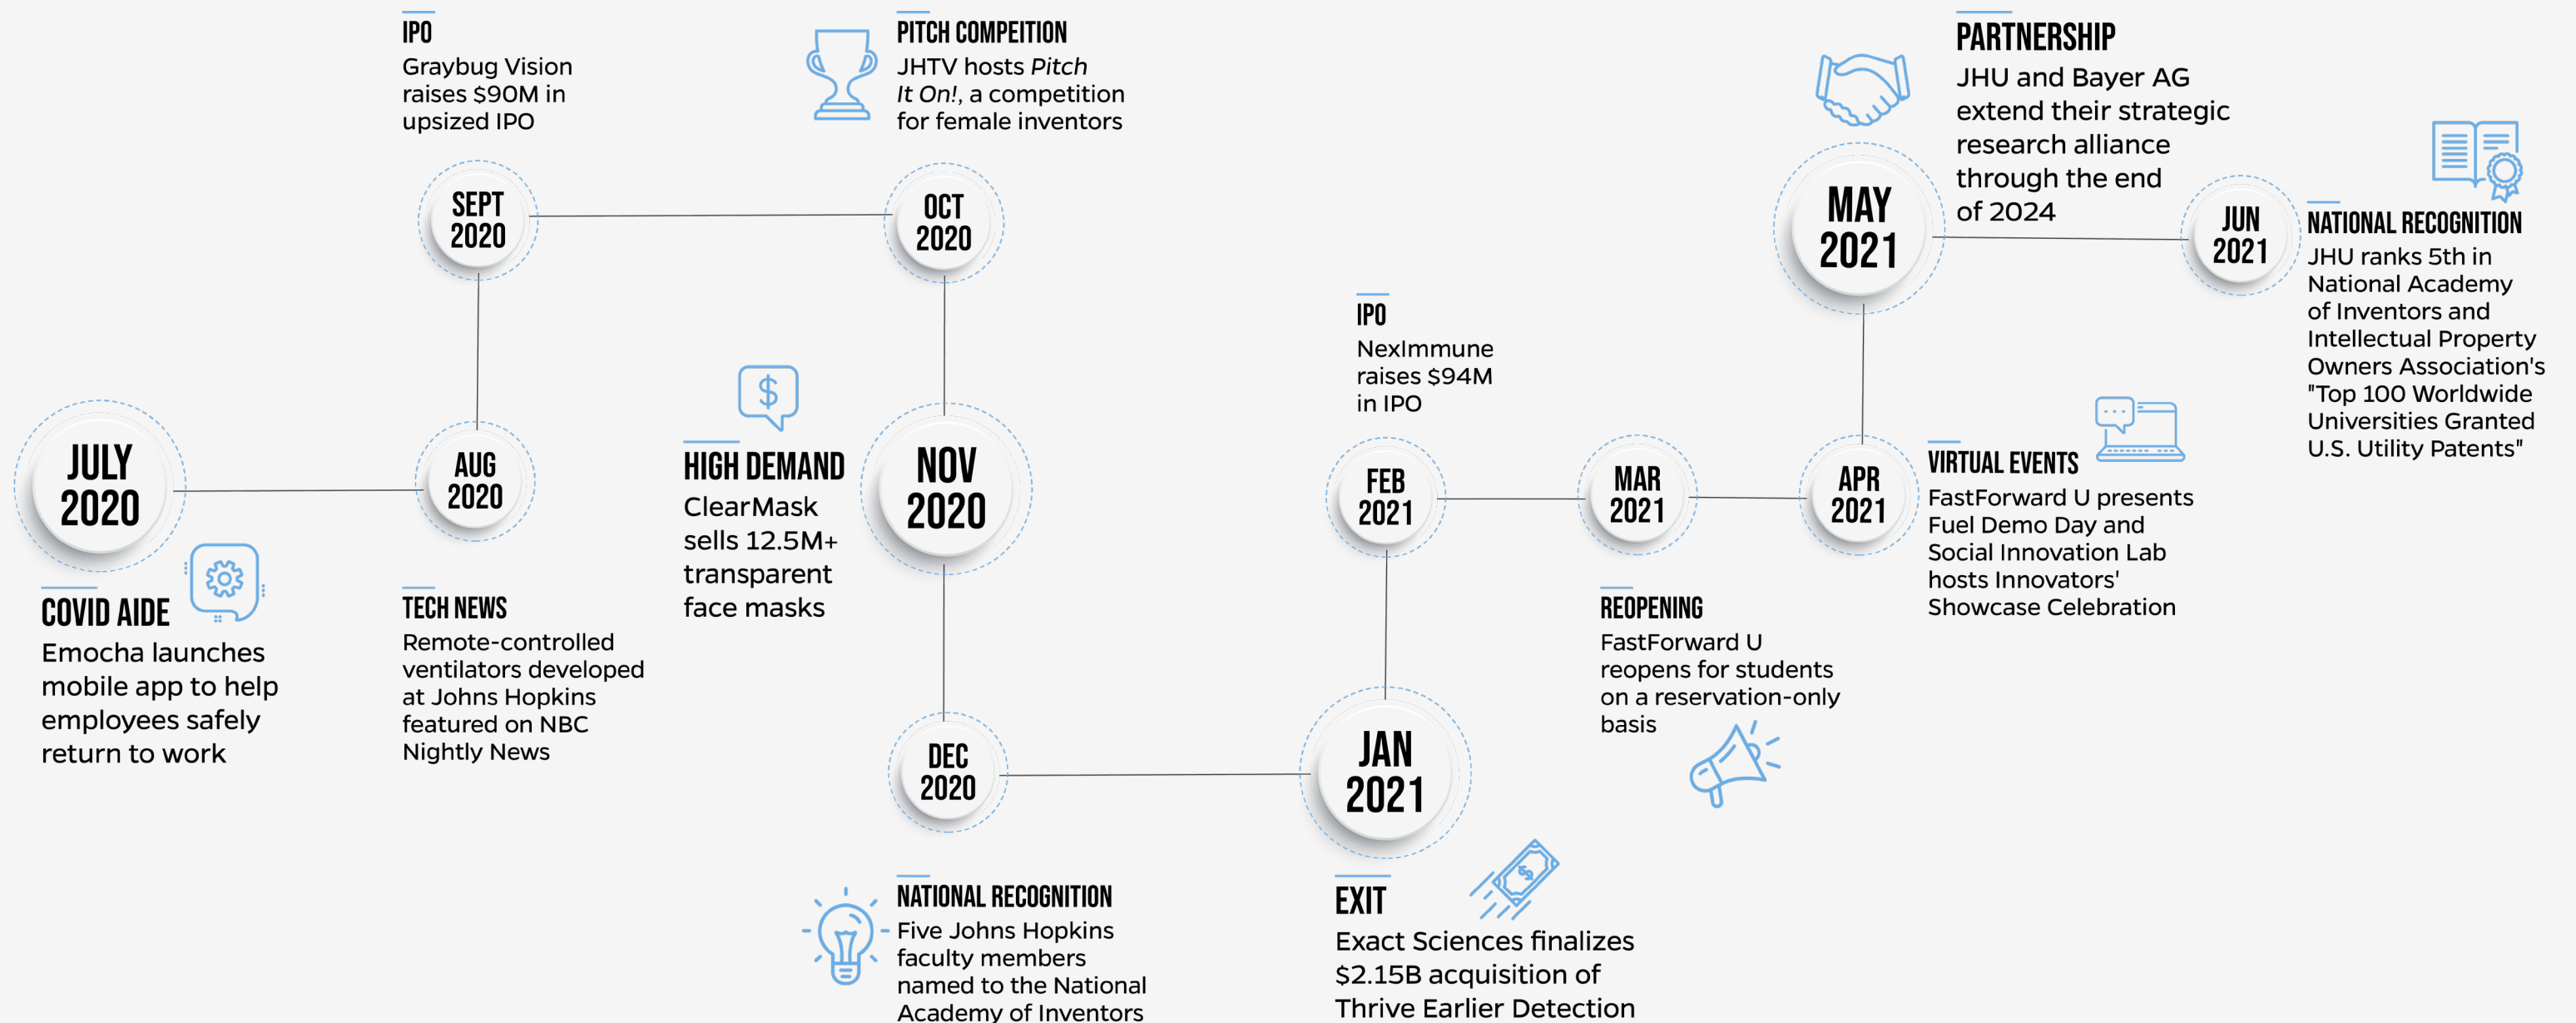 JULY
2020
COVID AIDE
Emocha launches
mobile app to help
employees safely
return to work
AUG
2020
TECH NEWS
Remote-controlled
ventilators developed
at Johns Hopkins
featured on NBC
Nightly News
IPO
Graybug Vision
raises $90M in
upsized IPO
SEPT
2020
PITCH COMPEITION
JHTV hosts Pitch
It On!, a competition
for female inventors
OCT
2020
$
HIGH DEMAND
ClearMask
sells 12.5M+
transparent
face masks
NOV
2020
DEC
2020
NATIONAL RECOGNITION
Five Johns Hopkins
faculty members
named to the National
Academy of Inventors
JAN
2021
EXIT
$
Exact Sciences finalizes
$2.15B acquisition of
Thrive Earlier Detection
IPO
NexImmune
raises $94M
in IPO
FEB
2021
MAR
2021
REOPENING
FastForward U
reopens for students
on a reservation-only
basis
APR
2021
VIRTUAL EVENTS
FastForward U presents
Fuel Demo Day and
Social Innovation Lab
hosts Innovators'
Showcase Celebration
PARTNERSHIP
JHU and Bayer AG
extend their strategic
research alliance
through the end
of 2024
MAY
2021
JUN
2021
NATIONAL RECOGNITION
JHU ranks 5th in
National Academy
of Inventors and
Intellectual Property
Owners Association's
"Top 100 Worldwide
Universities Granted
U.S. Utility Patents"